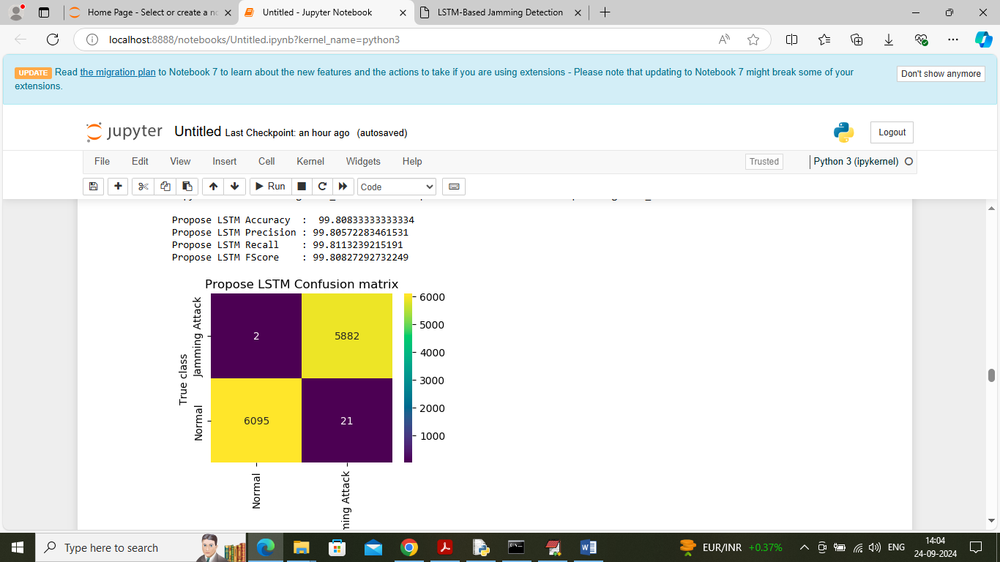 Home Page - Select or create a no
Untitled - Jupyter Notebook
LSTM-Based Jamming Detection
localhost:8888/notebooks/Untitled.ipynb?kernel_name=python3
UPDATE Read the migration plan to Notebook 7 to learn about the new features and the actions to take if you are using extensions - Please note that updating to Notebook 7 might break some of your
extensions.
Don't show anymore
jupyter Untitled Last Checkpoint: an hour ago (autosaved)
Logout
File Edit View Insert Cell Kernel Widgets Help
Trusted
Python 3 (ipykernel)
Run
Code
Propose LSTM Accuracy  :  99.80833333333334
Propose LSTM Precision : 99.80572283461531
Propose LSTM Recall    : 99.8113239215191
Propose LSTM FScore    : 99.80827292732249
Propose LSTM Confusion matrix
True class
Jamming Attack
Normal
2 5882
6095 21
Normal
ming Attack
6000
5000
4000
3000
2000
1000
Type here to search
EUR/INR +0.37%
ENG
14:04
24-09-2024